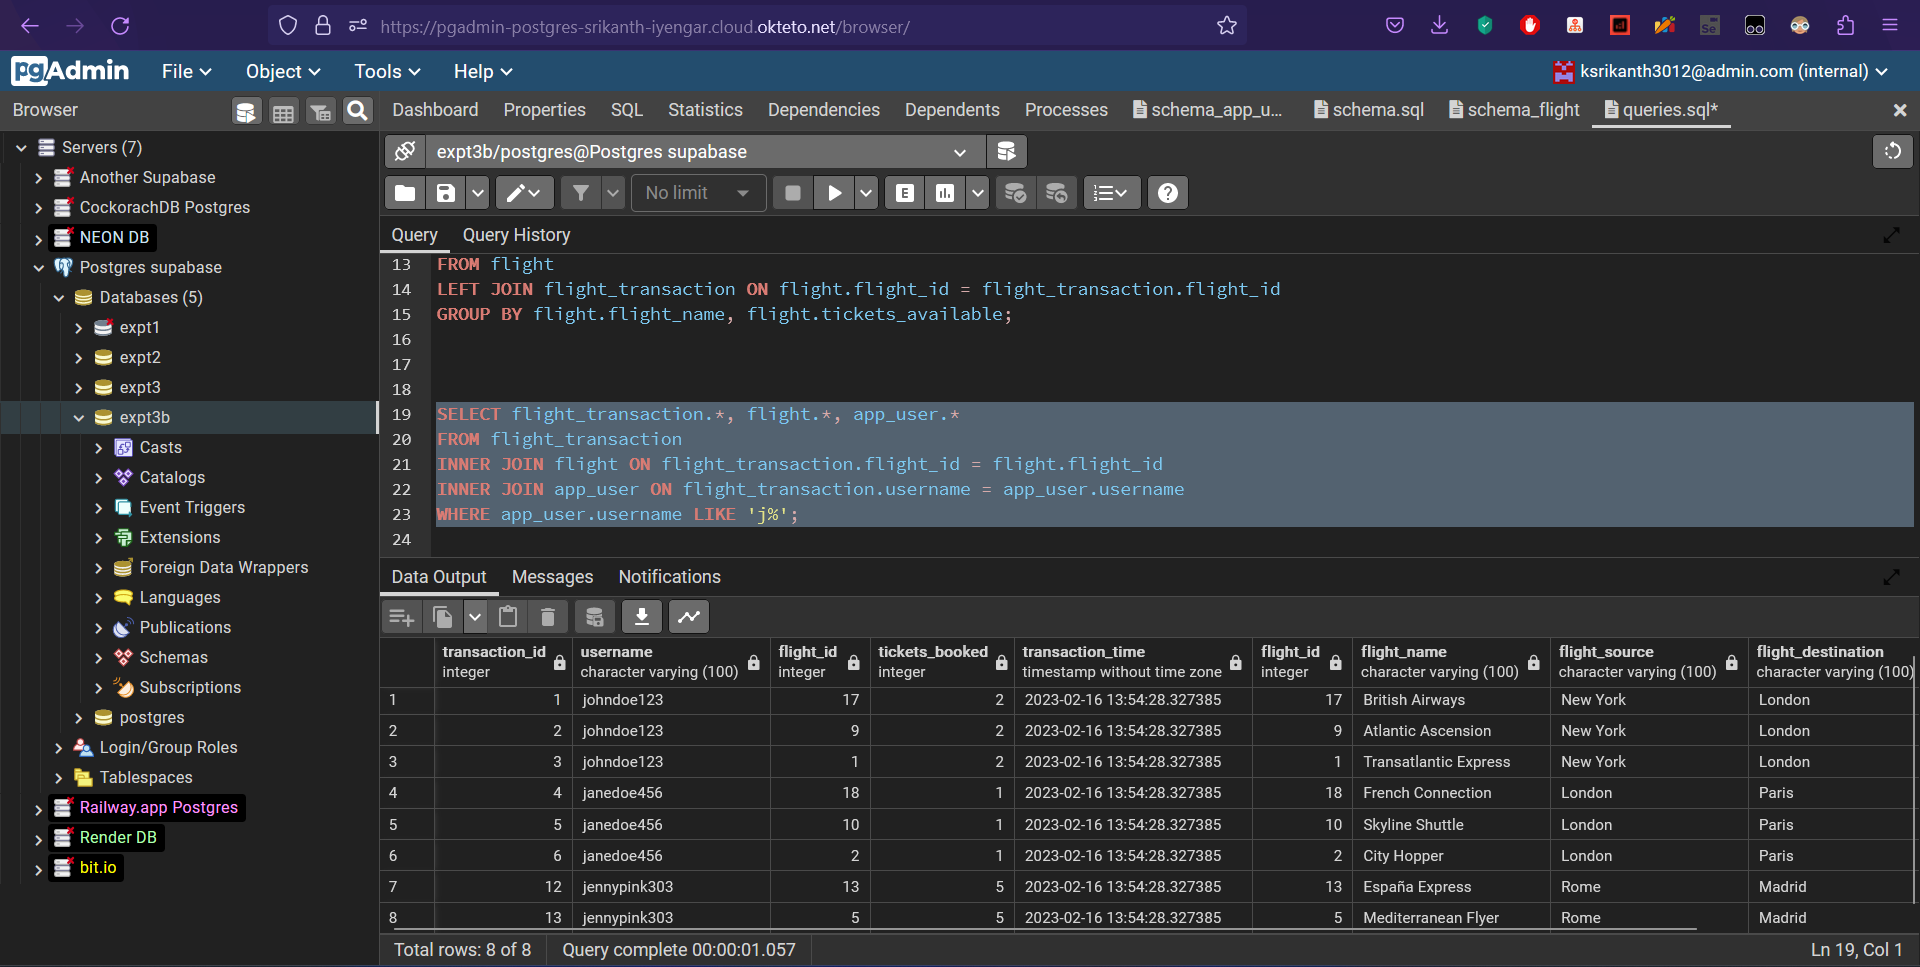 https://pgadmin-postgres-srikanth-iyengar.cloud.okteto.net/browser/
pgAdmin File Object Tools Help ksrikanth3012@admin.com (internal)
Browser
Dashboard Properties SQL Statistics Dependencies Dependents Processes schema_app_u... schema.sql schema_flight queries.sql*
Servers (7)
Another Supabase
CockorachDB Postgres
NEON DB
Postgres supabase
Databases (5)
expt1
expt2
expt3
expt3b
Casts
Catalogs
Event Triggers
Extensions
Foreign Data Wrappers
Languages
Publications
Schemas
Subscriptions
postgres
Login/Group Roles
Tablespaces
Railway.app Postgres
Render DB
bit.io
expt3b/postgres@Postgres supabase
No limit
E
Query Query History
13 FROM flight
14 LEFT JOIN flight_transaction ON flight.flight_id = flight_transaction.flight_id
15 GROUP BY flight.flight_name, flight.tickets_available;
16
17
18
19 SELECT flight_transaction.*, flight.*, app_user.*
20 FROM flight_transaction
21 INNER JOIN flight ON flight_transaction.flight_id = flight.flight_id
22 INNER JOIN app_user ON flight_transaction.username = app_user.username
23 WHERE app_user.username LIKE 'j%';
24
Data Output Messages Notifications
transaction_id username flight_id tickets_booked transaction_time flight_id flight_name flight_source flight_destination
integer character varying (100) integer integer timestamp without time zone integer character varying (100) character varying (100) character varying (100)
1 1 johndoe123 17 2 2023-02-16 13:54:28.327385 17 British Airways New York London
2 2 johndoe123 9 2 2023-02-16 13:54:28.327385 9 Atlantic Ascension New York London
3 3 johndoe123 1 2 2023-02-16 13:54:28.327385 1 Transatlantic Express New York London
4 4 janedoe456 18 1 2023-02-16 13:54:28.327385 18 French Connection London Paris
5 5 janedoe456 10 1 2023-02-16 13:54:28.327385 10 Skyline Shuttle London Paris
6 6 janedoe456 2 1 2023-02-16 13:54:28.327385 2 City Hopper London Paris
7 12 jennypink303 13 5 2023-02-16 13:54:28.327385 13 España Express Rome Madrid
8 13 jennypink303 5 5 2023-02-16 13:54:28.327385 5 Mediterranean Flyer Rome Madrid
Total rows: 8 of 8 Query complete 00:00:01.057 Ln 19, Col 1